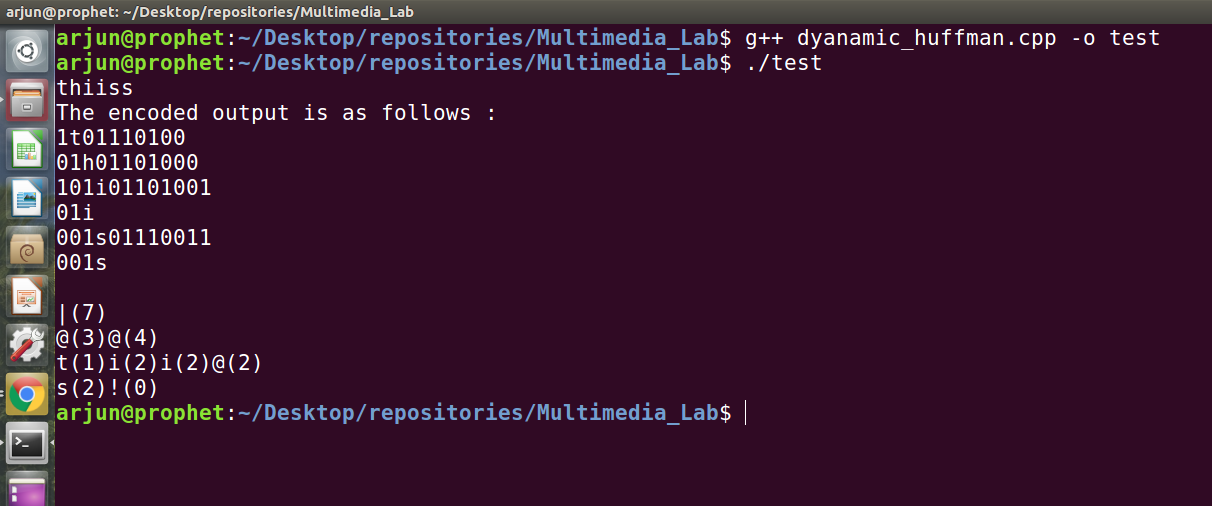 arjun@prophet: ~/Desktop/repositories/Multimedia_Lab
arjun@prophet:~/Desktop/repositories/Multimedia_Lab$ g++ dyanamic_huffman.cpp -o test
arjun@prophet:~/Desktop/repositories/Multimedia_Lab$ ./test
thiiss
The encoded output is as follows :
1t01110100
01h01101000
101i01101001
01i
001s01110011
001s
|(7)
@(3)@(4)
t(1)i(2)i(2)@(2)
s(2)!(0)
arjun@prophet:~/Desktop/repositories/Multimedia_Lab$